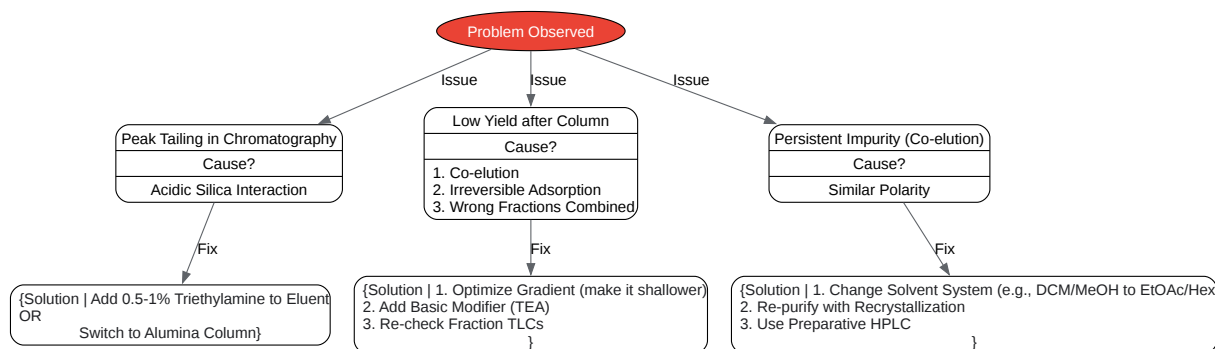 Problem Observed
Issue
Issue
Issue
Peak Tailing in Chromatography
Cause?
Acidic Silica Interaction
Low Yield after Column
Cause?
1. Co-elution
2. Irreversible Adsorption
3. Wrong Fractions Combined
Persistent Impurity (Co-elution)
Cause?
Similar Polarity
Fix
Fix
Fix
{Solution | Add 0.5-1% Triethylamine to Eluent
OR
Switch to Alumina Column}
{Solution | 1. Optimize Gradient (make it shallower)
2. Add Basic Modifier (TEA)
3. Re-check Fraction TLCs
}
{Solution | 1. Change Solvent System (e.g., DCM/MeOH to EtOAc/Hex
2. Re-purify with Recrystallization
3. Use Preparative HPLC
}